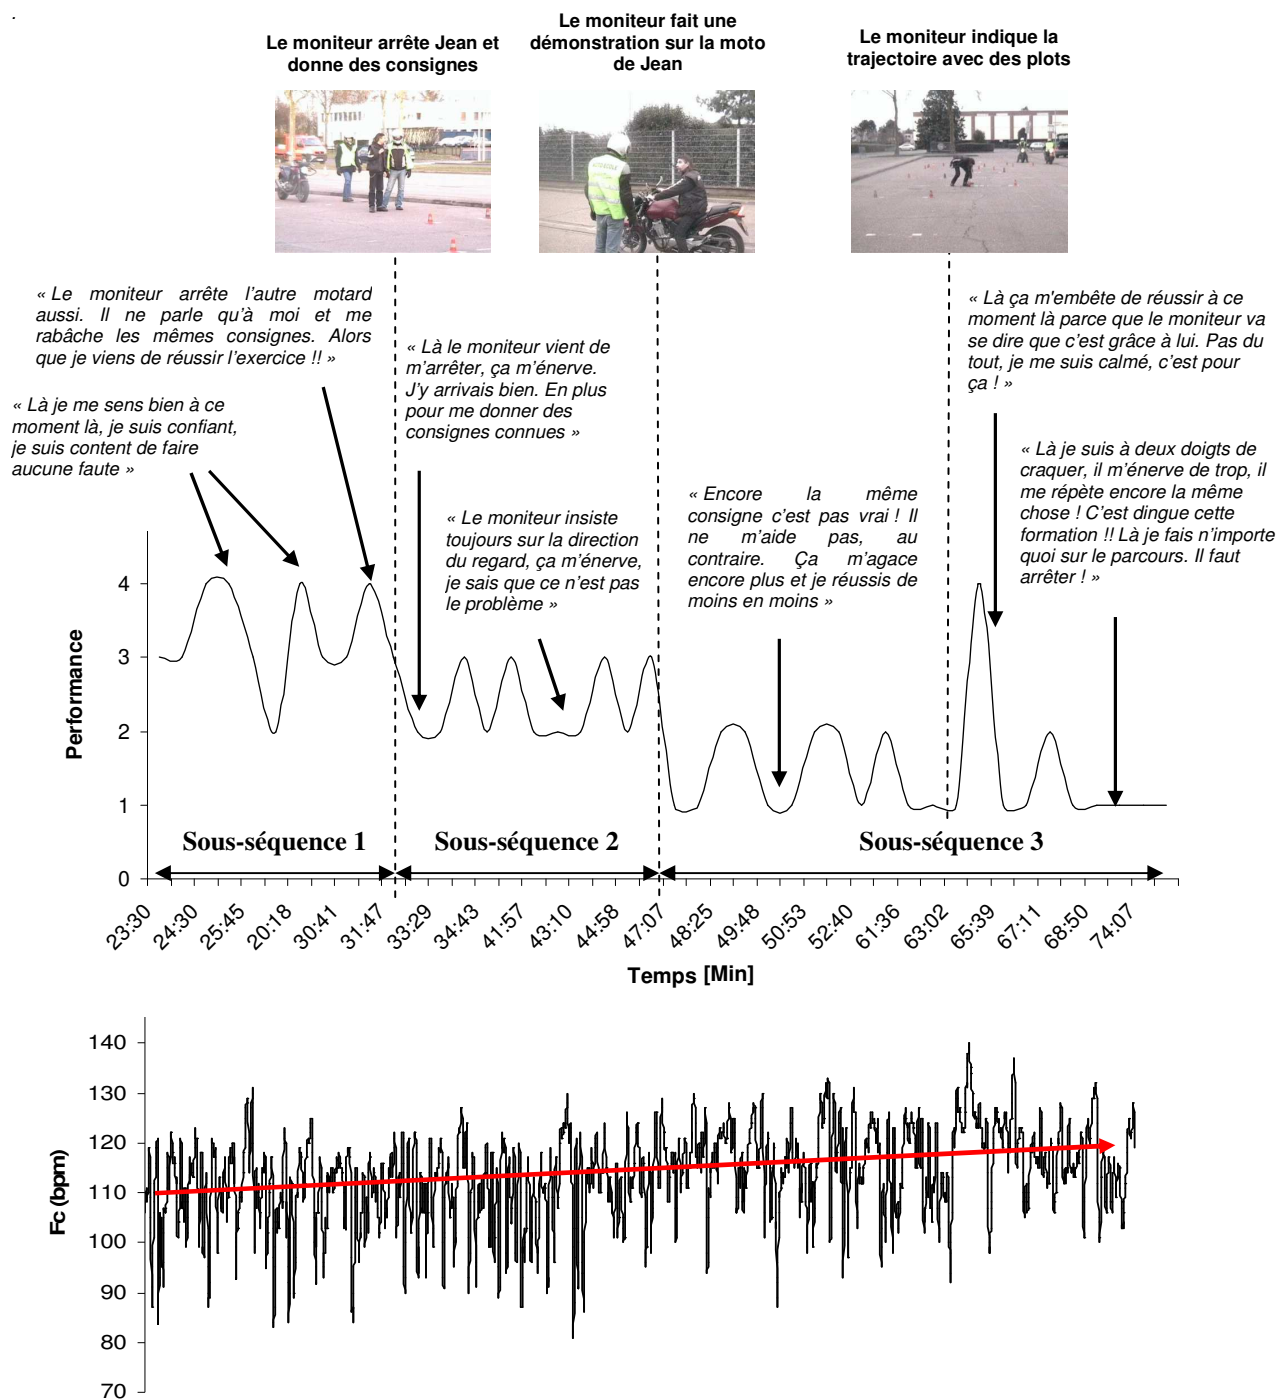 .
Le moniteur arrête Jean et
donne des consignes
Le moniteur fait une
démonstration sur la moto
de Jean
Le moniteur indique la
trajectoire avec des plots
« Le moniteur arrête l'autre motard
aussi. Il ne parle qu'à moi et me
rabâche les mêmes consignes. Alors
que je viens de réussir l'exercice !! »
« Là je me sens bien à ce
moment là, je suis confiant,
je suis content de faire
aucune faute »
« Là le moniteur vient de
m'arrêter, ça m'énerve.
J'y arrivais bien. En plus
pour me donner des
consignes connues »
« Le moniteur insiste
toujours sur la direction
du regard, ça m'énerve,
je sais que ce n'est pas
le problème »
« Encore la même
consigne c'est pas vrai ! Il
ne m'aide pas, au
contraire. Ça m'agace
encore plus et je réussis de
moins en moins »
« Là ça m'embête de réussir à ce
moment là parce que le moniteur va
se dire que c'est grâce à lui. Pas du
tout, je me suis calmé, c'est pour
ça ! »
« Là je suis à deux doigts de
craquer, il m'énerve de trop, il
me répète encore la même
chose ! C'est dingue cette
formation !! Là je fais n'importe
quoi sur le parcours. Il faut
arrêter ! »
Performance
4
3
2
1
0
Sous-séquence 1
Sous-séquence 2
Sous-séquence 3
23:30
24:30
25:45
20:18
30:41
31:47
33:29
34:43
41:57
43:10
44:58
47:07
48:25
49:48
50:53
52:40
61:36
63:02
65:39
67:11
68:50
74:07
Temps [Min]
Fc (bpm)
140
130
120
110
100
90
80
70